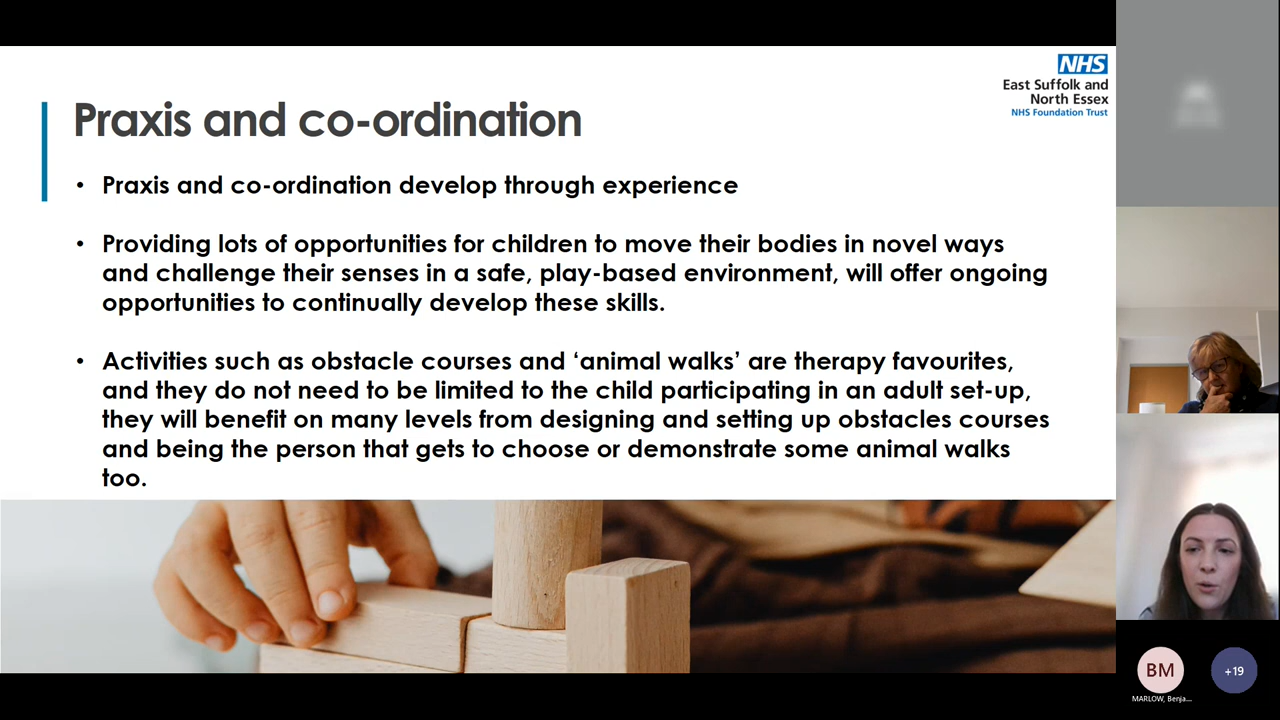 NHS
East Suffolk and
North Essex
NHS Foundation Trust
Praxis and co-ordination
• Praxis and co-ordination develop through experience
• Providing lots of opportunities for children to move their bodies in novel ways
and challenge their senses in a safe, play-based environment, will offer ongoing
opportunities to continually develop these skills.
• Activities such as obstacle courses and ‘animal walks’ are therapy favourites,
and they do not need to be limited to the child participating in an adult set-up,
they will benefit on many levels from designing and setting up obstacles courses
and being the person that gets to choose or demonstrate some animal walks
too.
BM
+19
MARLOW, Benja...